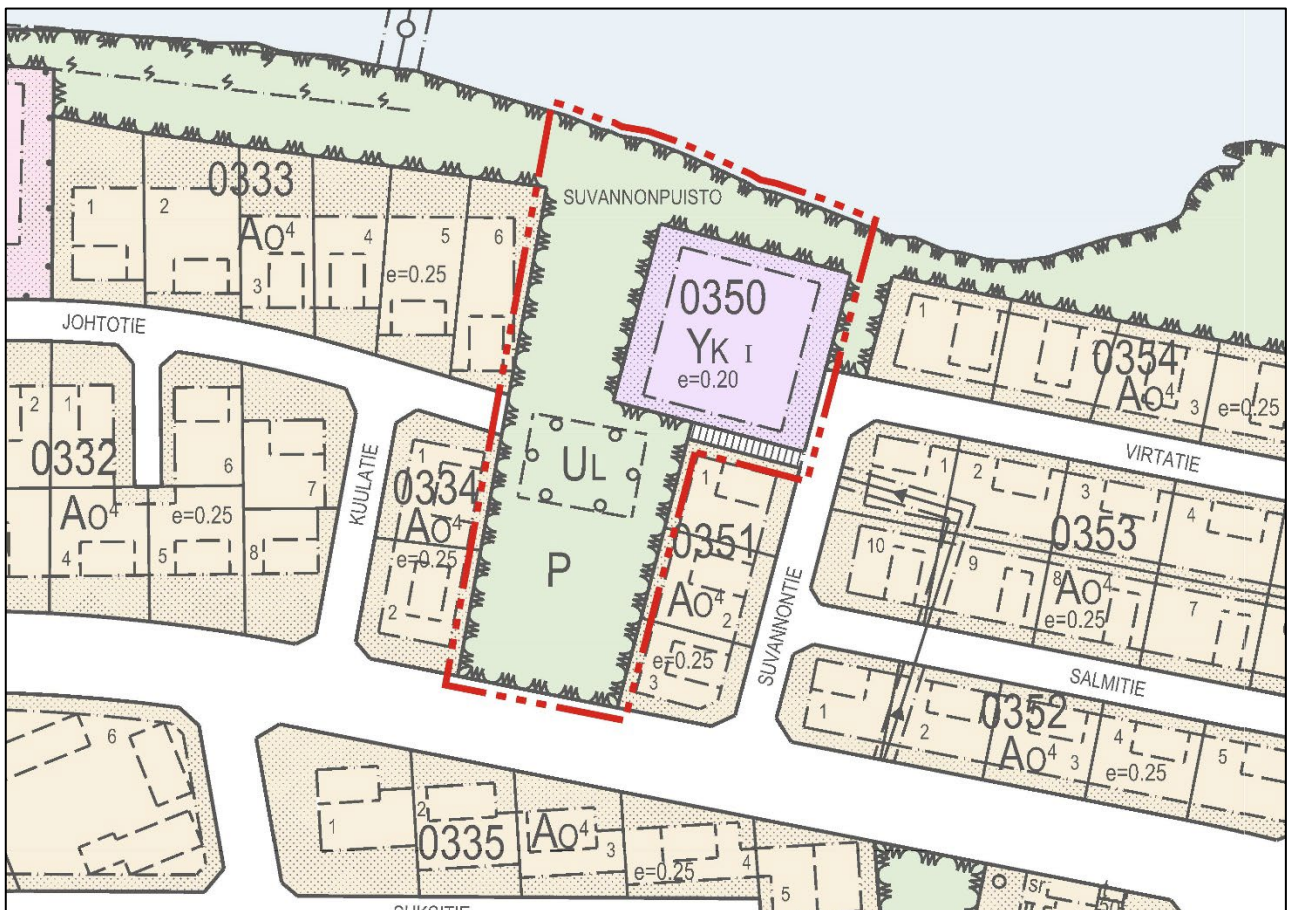 SUVANNONPUISTO
0333
1
2
AO⁴
3
4
5
6
e=0.25
0350
YK I
e=0.20
JOHTOTIE
1
0354
AO⁴
3
e=0.25
VIRTATIE
2
1
0332
6
AO⁴
e=0.25
7
4
5
8
KUULATIE
1
0334
AO⁴
e=0.25
2
UL
P
1
0351
AO⁴
2
e=0.25
3
SUVANNONTIE
1
2
3
4
0353
10
9
8
AO⁴
e=0.25
7
SALMITIE
1
2
0352
AO⁴
3
4
e=0.25
5
6
1
2
0335
AO⁴
3
e=0.25
4
5
sr